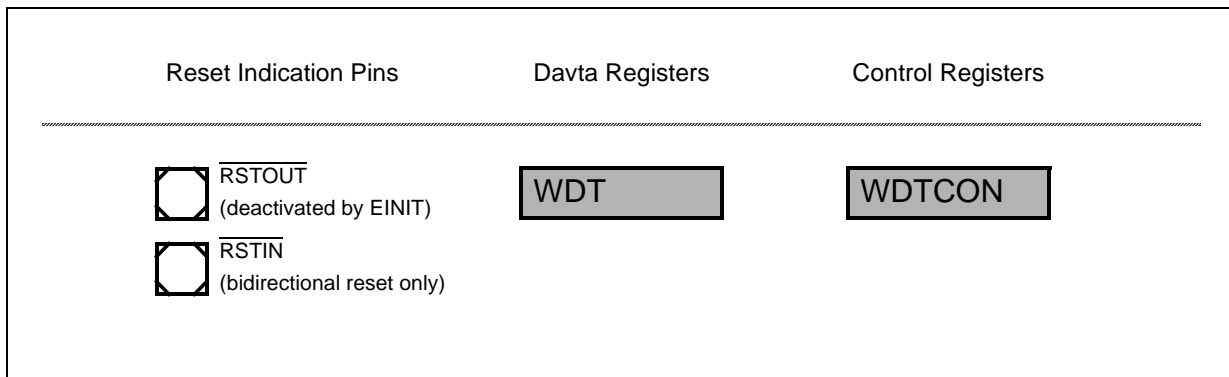 Reset Indication Pins Davta Registers Control Registers
RSTOUT
(deactivated by EINIT)
WDT
WDTCON
RSTIN
(bidirectional reset only)